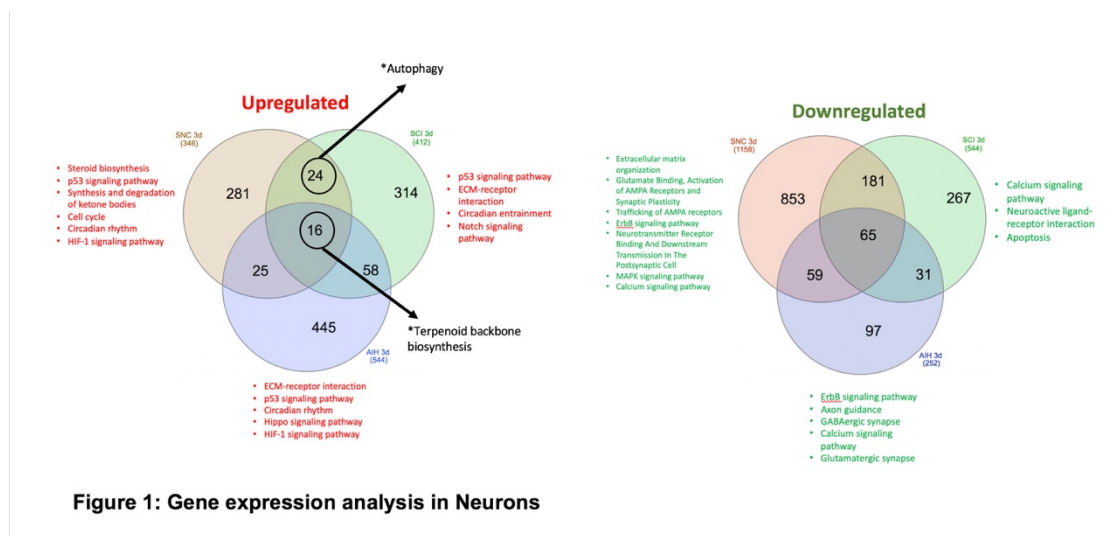 *Autophagy
Upregulated
SNC 3d
(346)
SCI 3d
(412)
• Steroid biosynthesis
• p53 signaling pathway
• Synthesis and degradation
of ketone bodies
• Cell cycle
• Circadian rhythm
• HIF-1 signaling pathway
281
24
314
16
25
58
445
• p53 signaling pathway
• ECM-receptor
interaction
• Circadian entrainment
• Notch signaling
pathway
AIH 3d
(544)
*Terpenoid backbone
biosynthesis
• ECM-receptor interaction
• p53 signaling pathway
• Circadian rhythm
• Hippo signaling pathway
• HIF-1 signaling pathway
Downregulated
SNC 3d
(1158)
SCI 3d
(544)
• Extracellular matrix
organization
• Glutamate Binding, Activation
of AMPA Receptors and
Synaptic Plasticity
• Trafficking of AMPA receptors
• ErbB signaling pathway
• Neurotransmitter Receptor
Binding And Downstream
Transmission In The
Postsynaptic Cell
• MAPK signaling pathway
• Calcium signaling pathway
853
181
267
65
59
31
97
• Calcium signaling
pathway
• Neuroactive ligand-
receptor interaction
• Apoptosis
AIH 3d
(252)
• ErbB signaling pathway
• Axon guidance
• GABAergic synapse
• Calcium signaling
pathway
• Glutamatergic synapse
Figure 1: Gene expression analysis in Neurons